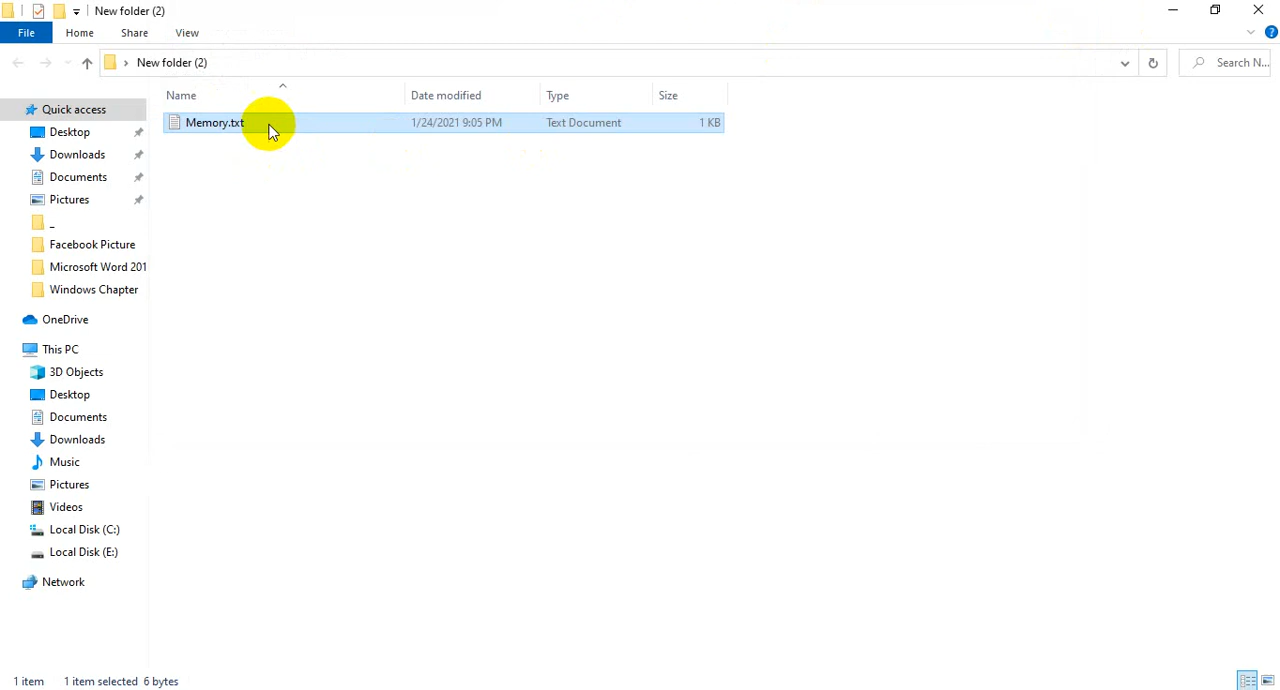 New folder (2)
File Home Share View
New folder (2)
Search N...
Name Date modified Type Size
Memory.txt 1/24/2021 9:05 PM Text Document 1 KB
Quick access
Desktop
Downloads
Documents
Pictures
_
Facebook Picture
Microsoft Word 201
Windows Chapter
OneDrive
This PC
3D Objects
Desktop
Documents
Downloads
Music
Pictures
Videos
Local Disk (C:)
Local Disk (E:)
Network
1 item 1 item selected 6 bytes